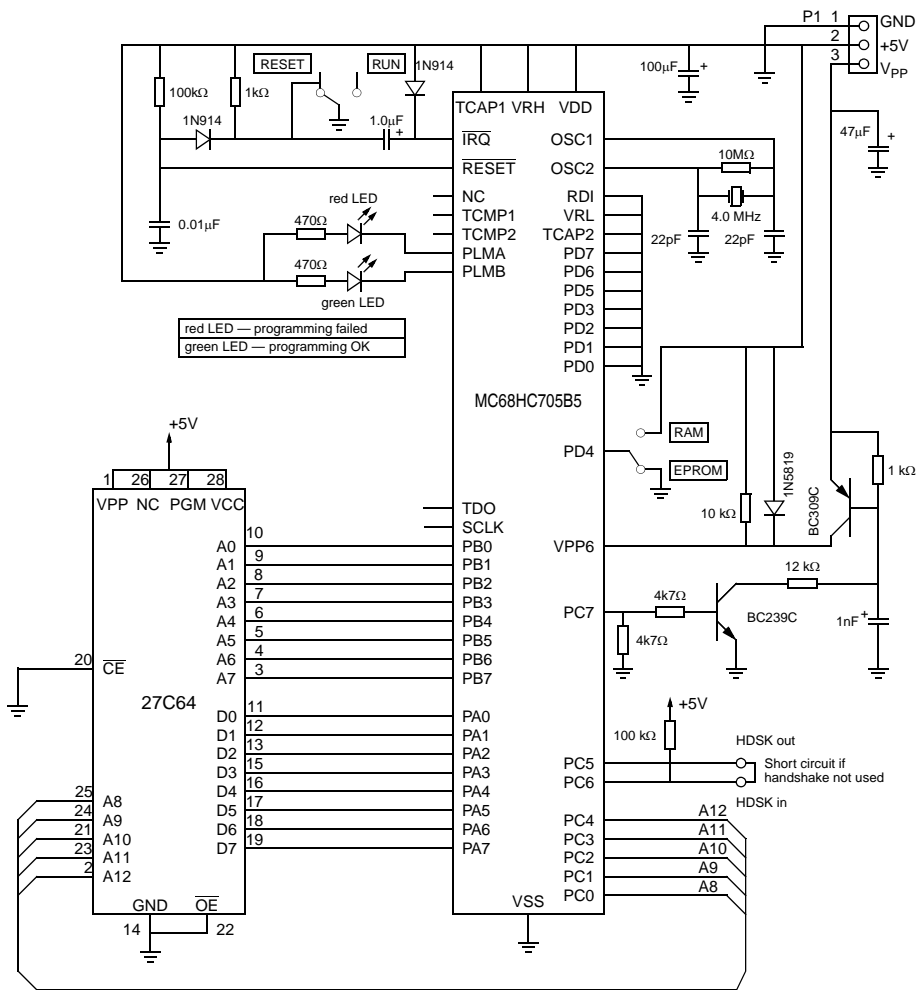 P1 1 GND
2 +5V
3 VPP
RESET
RUN
1N914
100µF +
100kΩ
1kΩ
1N914
1.0µF
+
47µF +
TCAP1 VRH VDD
IRQ
RESET
NC
TCMP1
TCMP2
PLMA
PLMB
OSC1
OSC2
RDI
VRL
TCAP2
PD7
PD6
PD5
PD3
PD2
PD1
PD0
10MΩ
4.0 MHz
22pF
22pF
0.01µF
red LED
470Ω
470Ω
green LED
red LED — programming failed
green LED — programming OK
MC68HC705B5
PD4
RAM
EPROM
1N5819
10 kΩ
BC309C
1 kΩ
+5V
1 26 27 28
VPP NC PGM VCC
TDO
SCLK
A0 10 PB0
A1 9 PB1
A2 8 PB2
A3 7 PB3
A4 6 PB4
A5 5 PB5
A6 4 PB6
A7 3 PB7
VPP6
12 kΩ
PC7
4k7Ω
4k7Ω
BC239C
1nF +
20 CE
27C64
D0 11 PA0
D1 12 PA1
D2 13 PA2
D3 15 PA3
D4 16 PA4
D5 17 PA5
D6 18 PA6
D7 19 PA7
+5V
100 kΩ
HDSK out
PC5
PC6
Short circuit if
handshake not used
HDSK in
25 A8
24 A9
21 A10
23 A11
2 A12
PC4 A12
PC3 A11
PC2 A10
PC1 A9
PC0 A8
GND OE
14 22
VSS